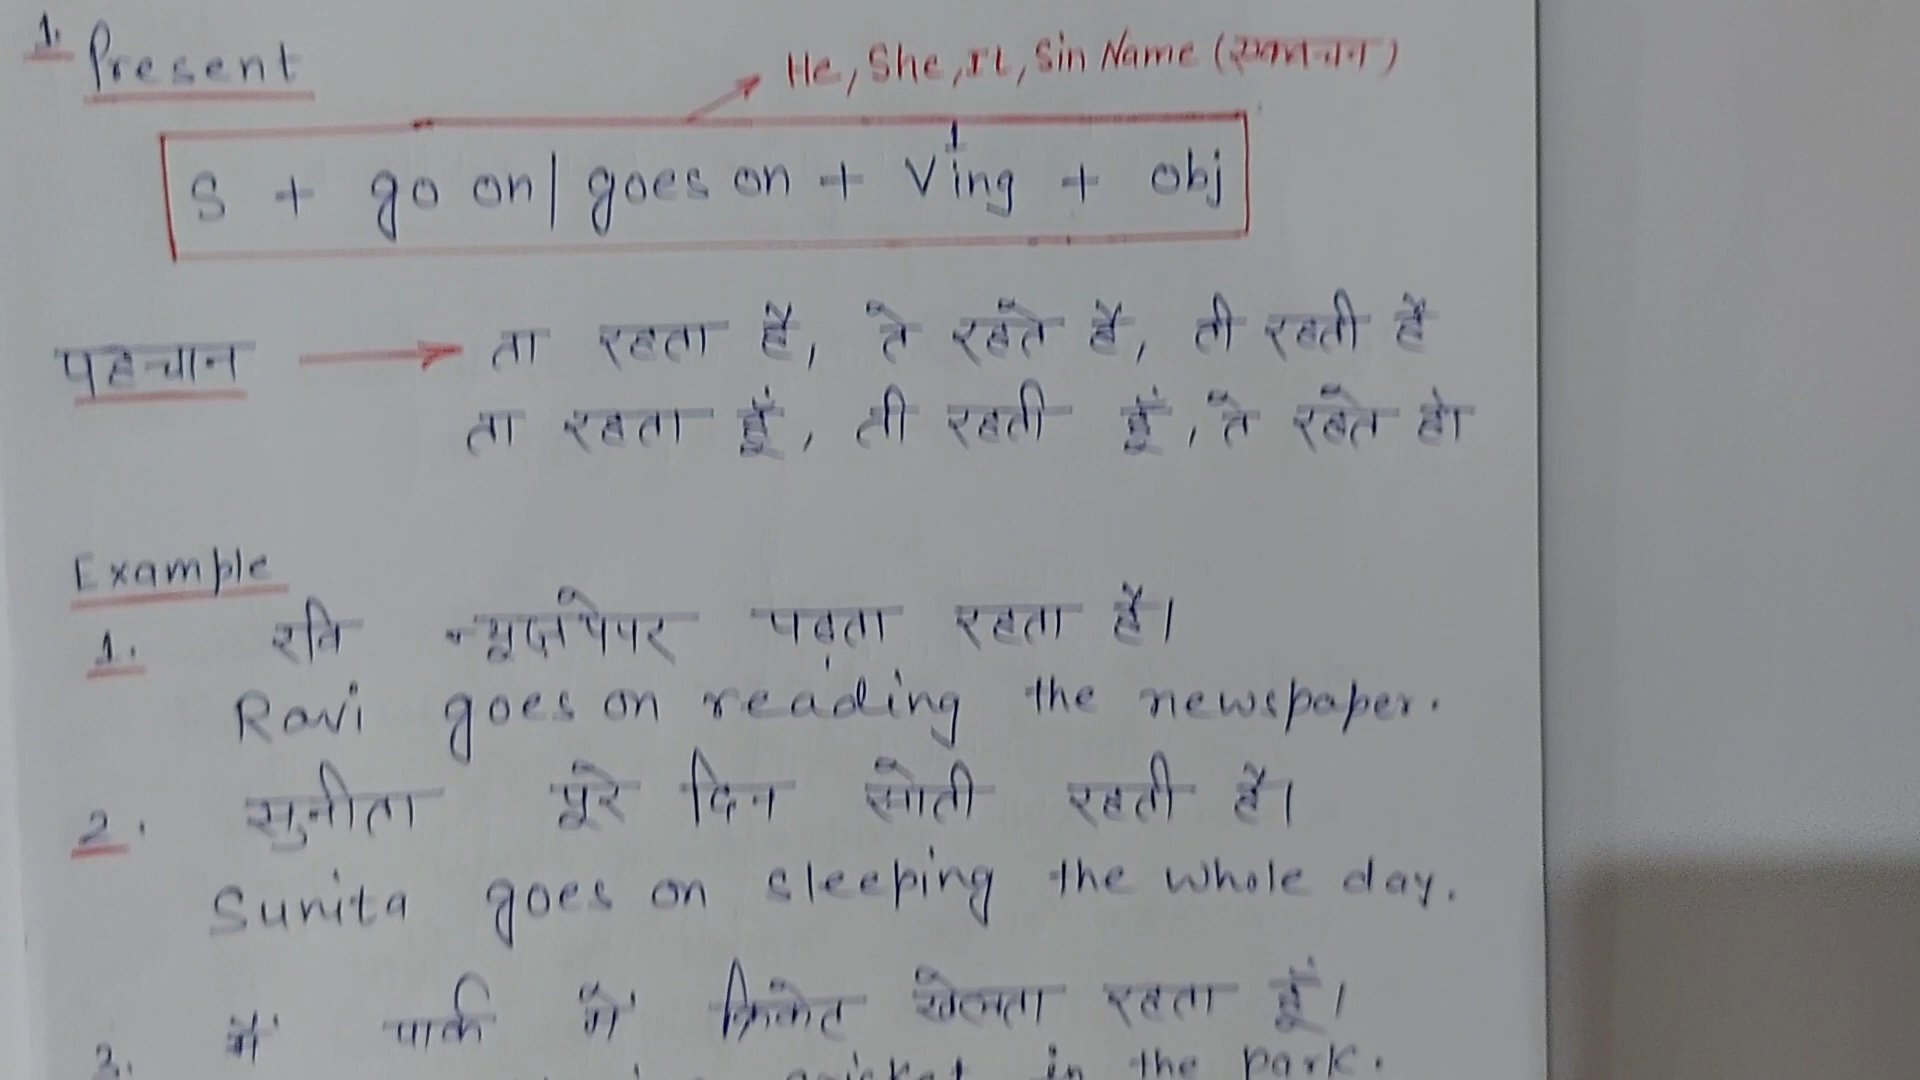 1. Present
He, She, It, Sin Name (एकवचन)
S + go on/ goes on + V1ing + obj
पहचान → ता रहता है, ते रहते है, ती रहती है
ता रहता हूँ, ती रहती हूँ, ते रहते हो
Example
1. रवि न्यूज़पेपर पढ़ता रहता है।
Ravi goes on reading the newspaper.
2. सुनीता पूरे दिन सोती रहती है।
Sunita goes on sleeping the whole day.
3. मैं पार्क में क्रिकेट खेलता रहता हूँ।
cricket in the park.